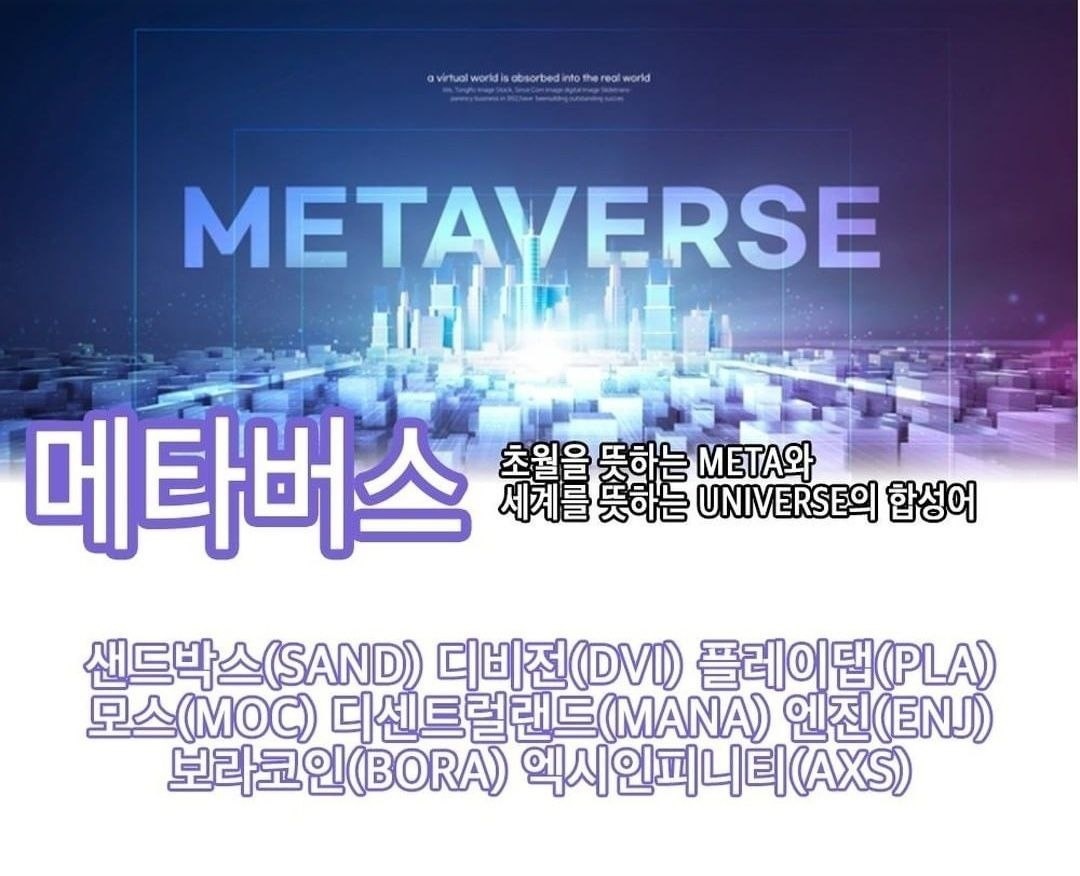 a virtual world is absorbed into the real world
METAVERSE
메타버스
초월을 뜻하는 META와
세계를 뜻하는 UNIVERSE의 합성어
샌드박스(SAND) 디비전(DVI) 플레이댑(PLA)
모스(MOC) 디센트럴랜드(MANA) 엔진(ENJ)
보라코인(BORA) 엑시인피니티(AXS)